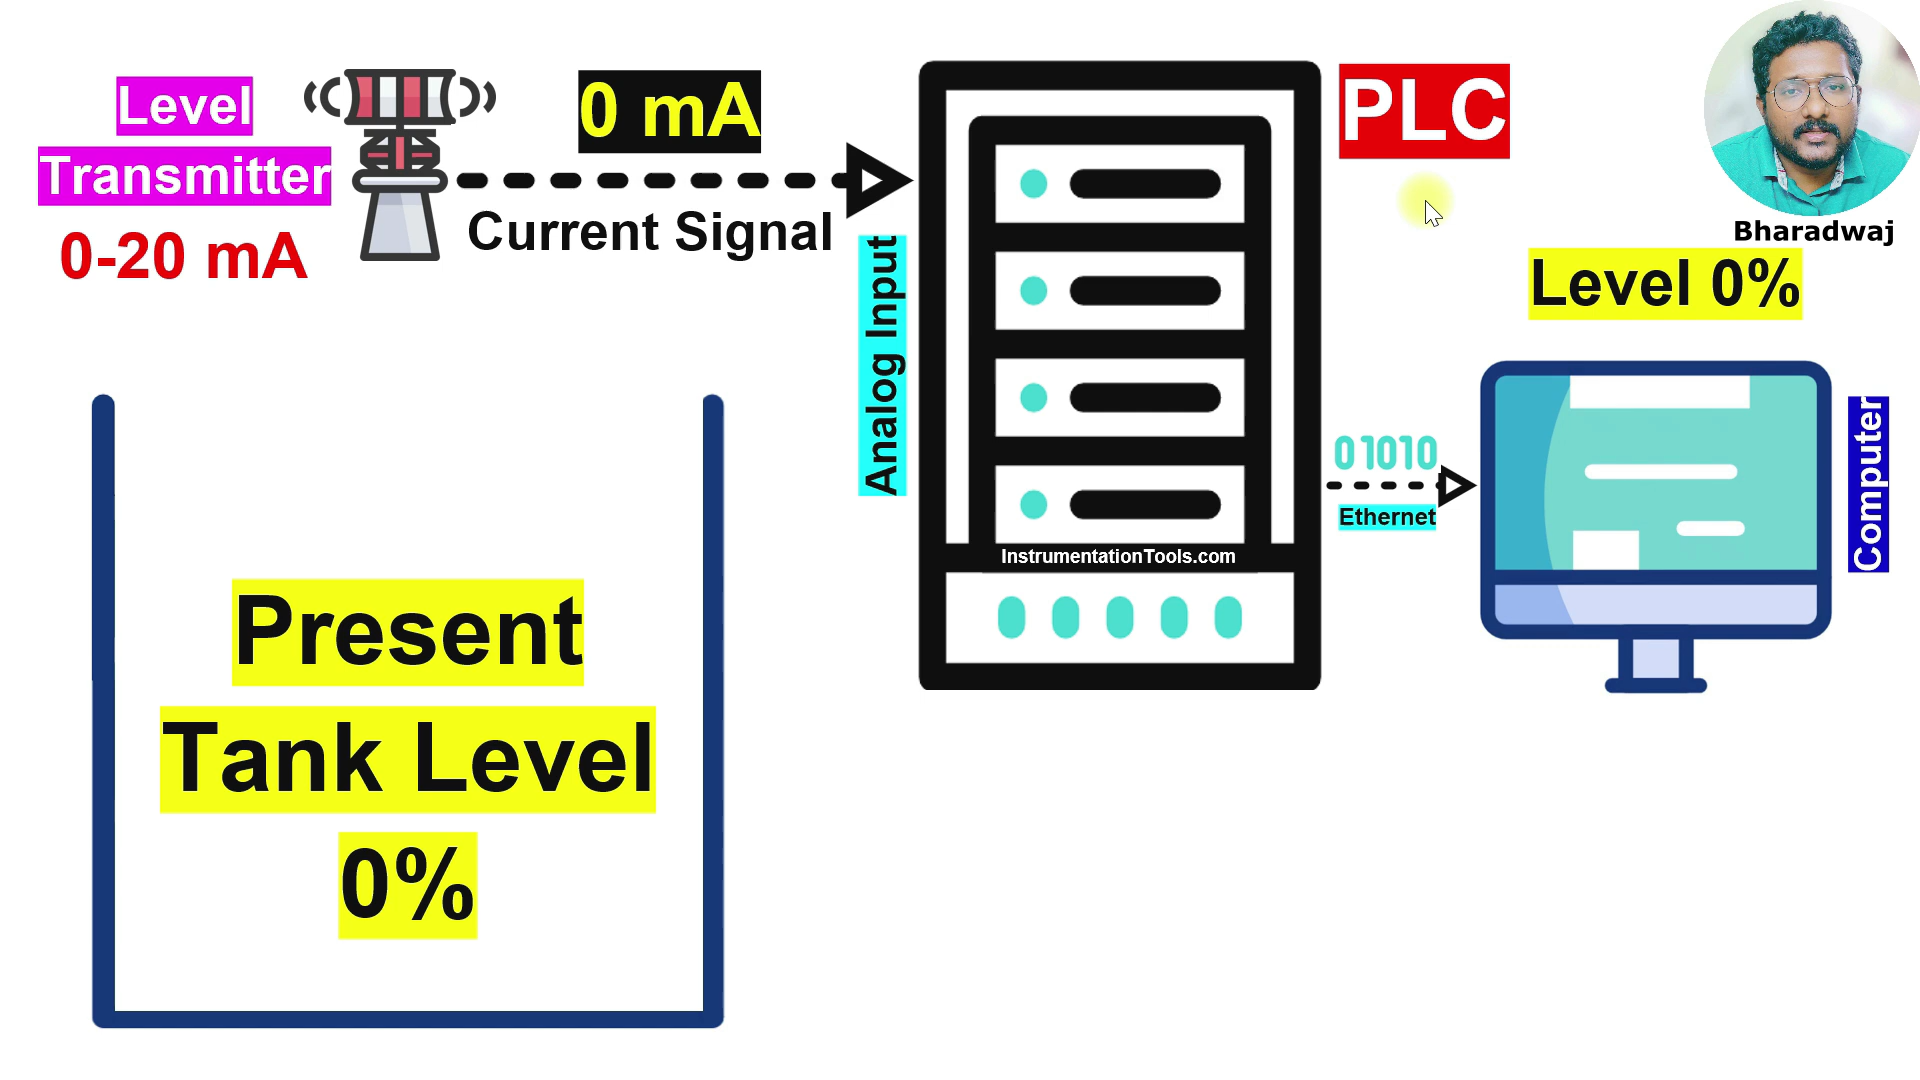 Level
Transmitter
0-20 mA
0 mA
Current Signal
Analog Input
PLC
Bharadwaj
Level 0%
01010
Ethernet
Computer
InstrumentationTools.com
Present
Tank Level
0%